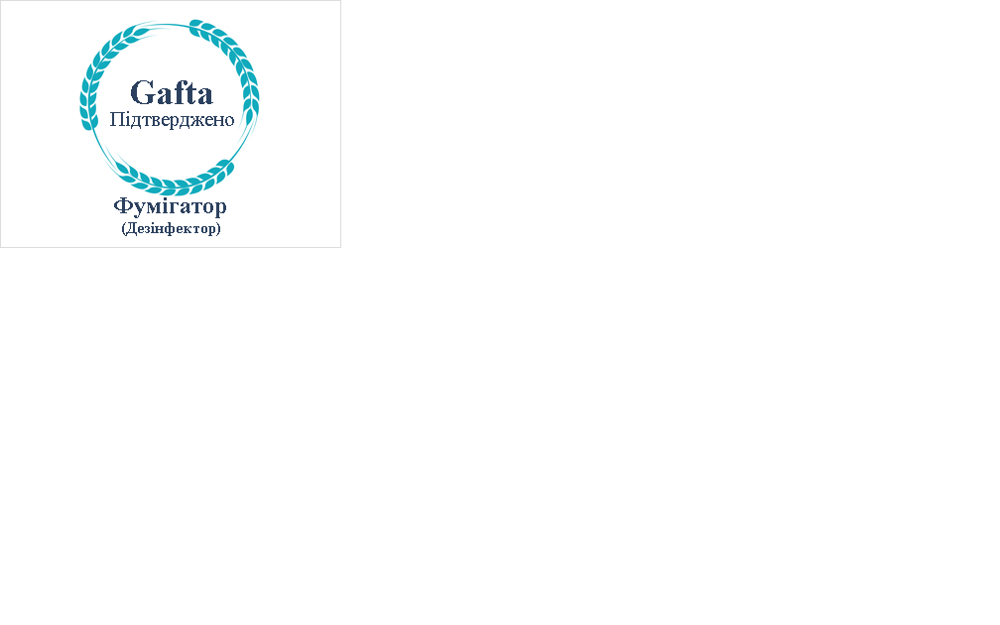 Gafta
Підтверджено
Фумігатор
(Дезінфектор)